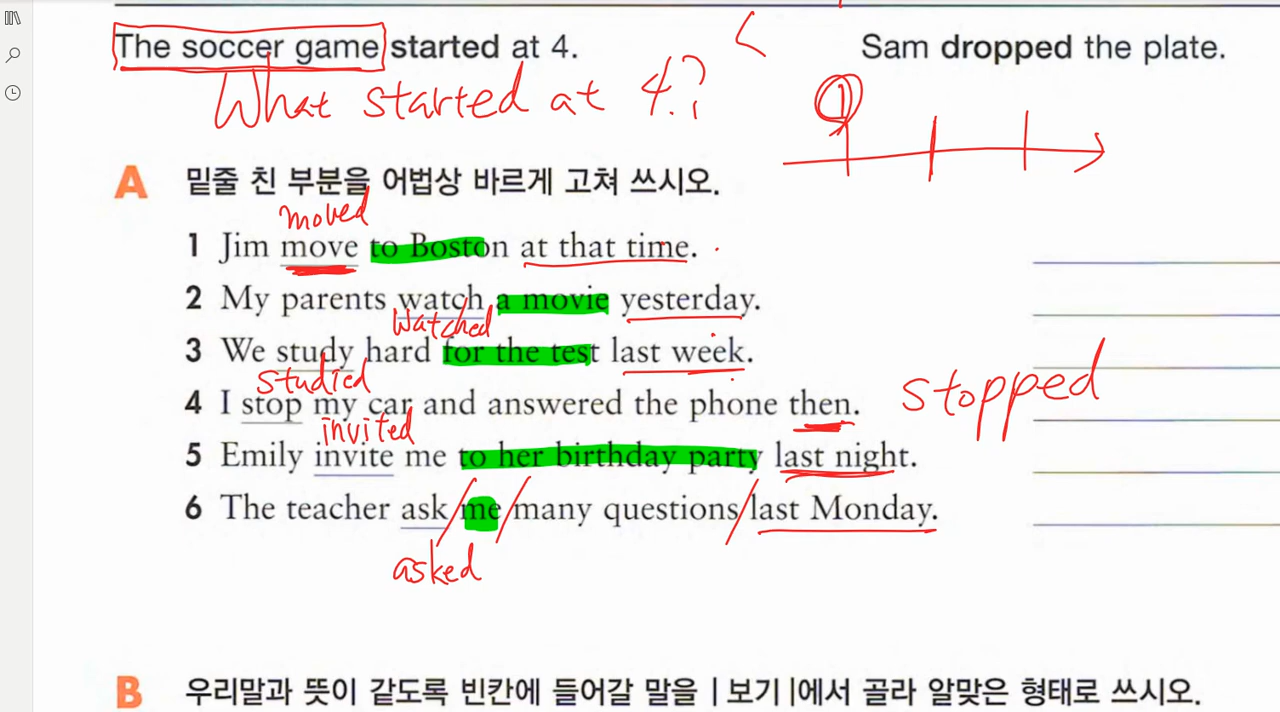 The soccer game started at 4.
Sam dropped the plate.
What started at 4.?
1
A 밑줄 친 부분을 어법상 바르게 고쳐 쓰시오.
moved
1 Jim move to Boston at that time.
2 My parents watch a movie yesterday.
watched
3 We study hard for the test last week.
studied
4 I stop my car and answered the phone then.
stopped
invited
5 Emily invite me to her birthday party last night.
6 The teacher ask/me/many questions/last Monday.
asked
B 우리말과 뜻이 같도록 빈칸에 들어갈 말을 |보기|에서 골라 알맞은 형태로 쓰시오.